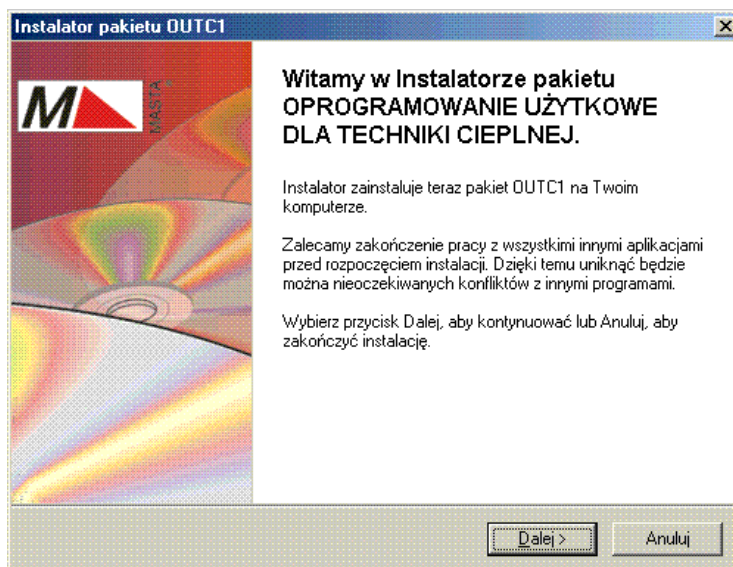 Instalator pakietu OUTC1
M
MASTA
Witamy w Instalatorze pakietu
OPROGRAMOWANIE UŻYTKOWE
DLA TECHNIKI CIEPLNEJ.
Instalator zainstaluje teraz pakiet OUTC1 na Twoim
komputerze.
Zalecamy zakończenie pracy z wszystkimi innymi aplikacjami
przed rozpoczęciem instalacji. Dzięki temu uniknąć będzie
można nieoczekiwanych konfliktów z innymi programami.
Wybierz przycisk Dalej, aby kontynuować lub Anuluj, aby
zakończyć instalację.
Dalej >
Anuluj